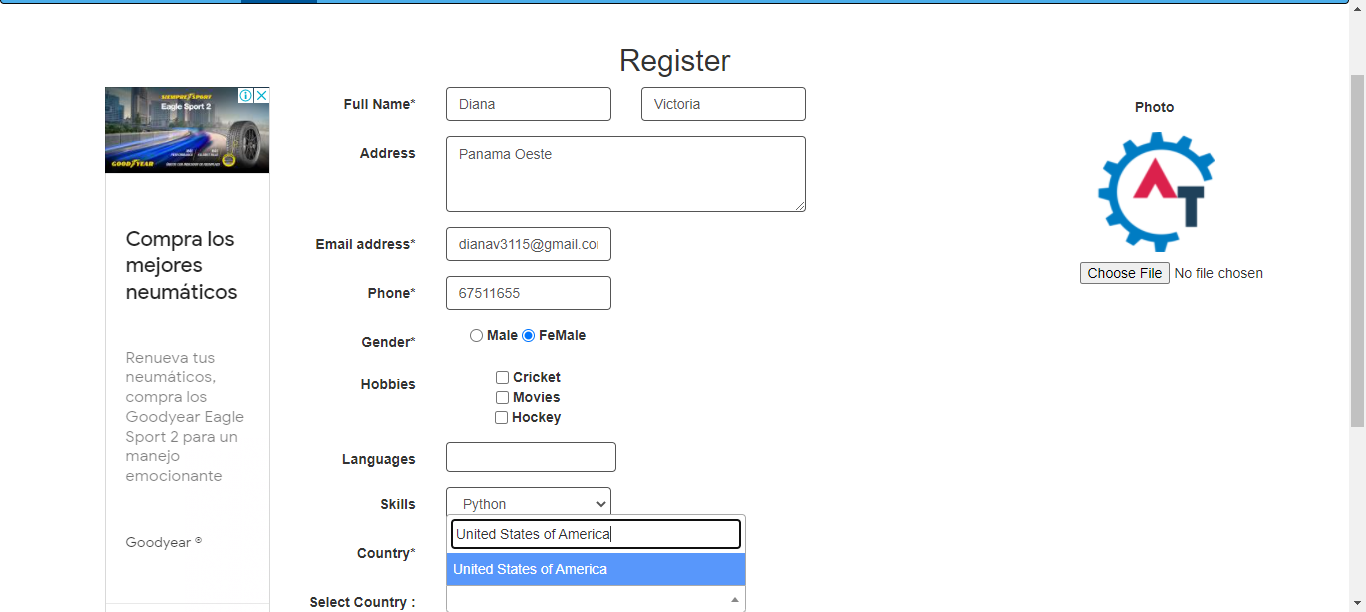 Register
SIEMPRE SPORT
Eagle Sport 2
GOODYEAR
Full Name*
Diana
Victoria
Photo
Address
Panama Oeste
AT
Email address*
dianav3115@gmail.co
Choose File No file chosen
Compra los
mejores
neumáticos
Phone*
67511655
Gender*
Male FeMale
Renueva tus
neumáticos,
compra los
Goodyear Eagle
Sport 2 para un
manejo
emocionante
Hobbies
Cricket
Movies
Hockey
Languages
Skills
Python
United States of America
Goodyear ®
Country*
United States of America
Select Country :